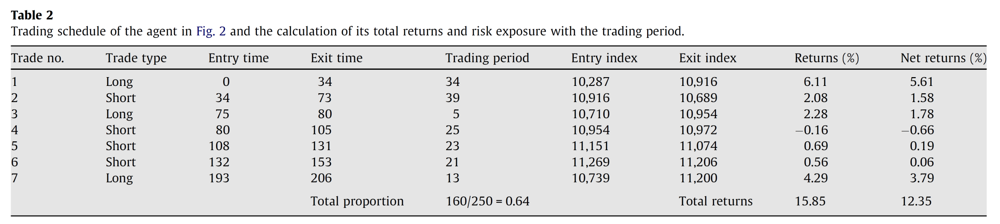 Table 2
Trading schedule of the agent in Fig. 2 and the calculation of its total returns and risk exposure with the trading period.
Trade no. Trade type Entry time Exit time Trading period Entry index Exit index Returns (%) Net returns (%)
1 Long 0 34 34 10,287 10,916 6.11 5.61
2 Short 34 73 39 10,916 10,689 2.08 1.58
3 Long 75 80 5 10,710 10,954 2.28 1.78
4 Short 80 105 25 10,954 10,972 −0.16 −0.66
5 Short 108 131 23 11,151 11,074 0.69 0.19
6 Short 132 153 21 11,269 11,206 0.56 0.06
7 Long 193 206 13 10,739 11,200 4.29 3.79
Total proportion 160/250 = 0.64 Total returns 15.85 12.35